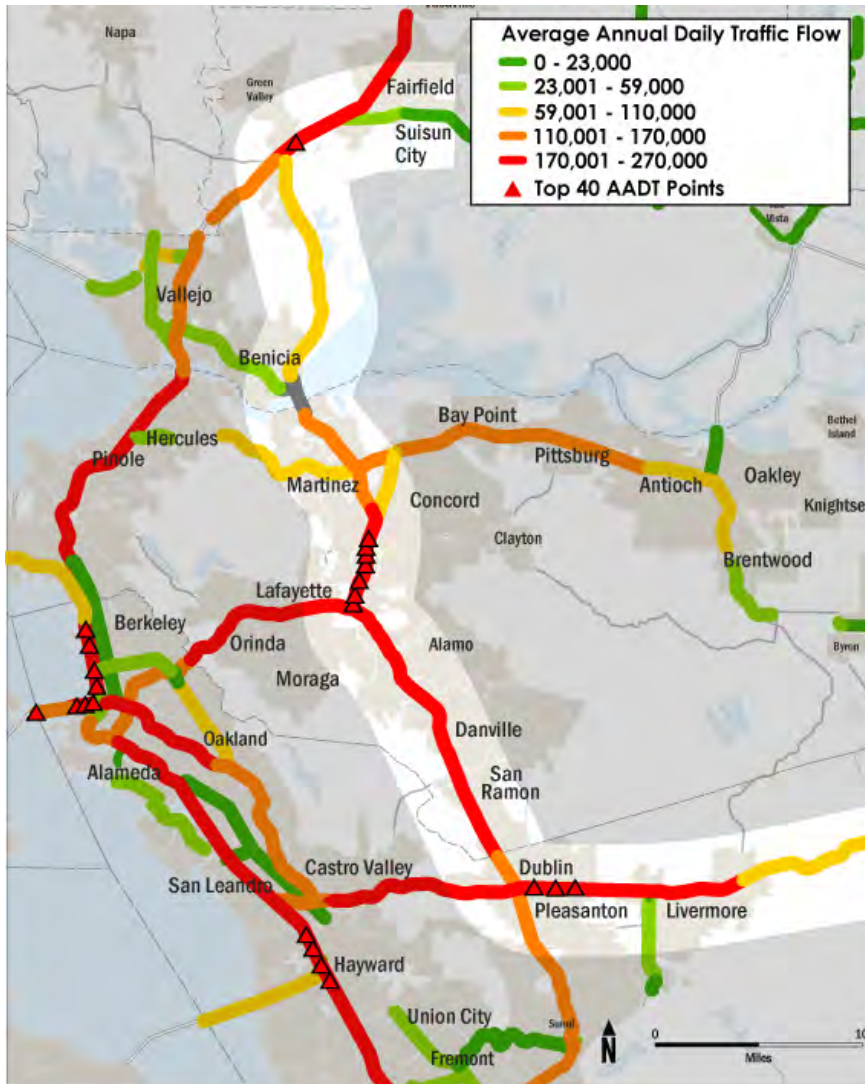 Napa
Green
Valley
Fairfield
Suisun
City
Average Annual Daily Traffic Flow
0 - 23,000
23,001 - 59,000
59,001 - 110,000
110,001 - 170,000
170,001 - 270,000
Top 40 AADT Points
Vista
Vallejo
Benicia
Hercules
Pinole
Martinez
Bay Point
Pittsburg
Antioch
Oakley
Bethel
Island
Knightse
Concord
Clayton
Brentwood
Byron
Lafayette
Berkeley
Orinda
Moraga
Alamo
Danville
San
Ramon
Oakland
Alameda
San Leandro
Castro Valley
Dublin
Pleasanton
Livermore
Hayward
Union City
Fremont
Sunol
N
0
10
Miles